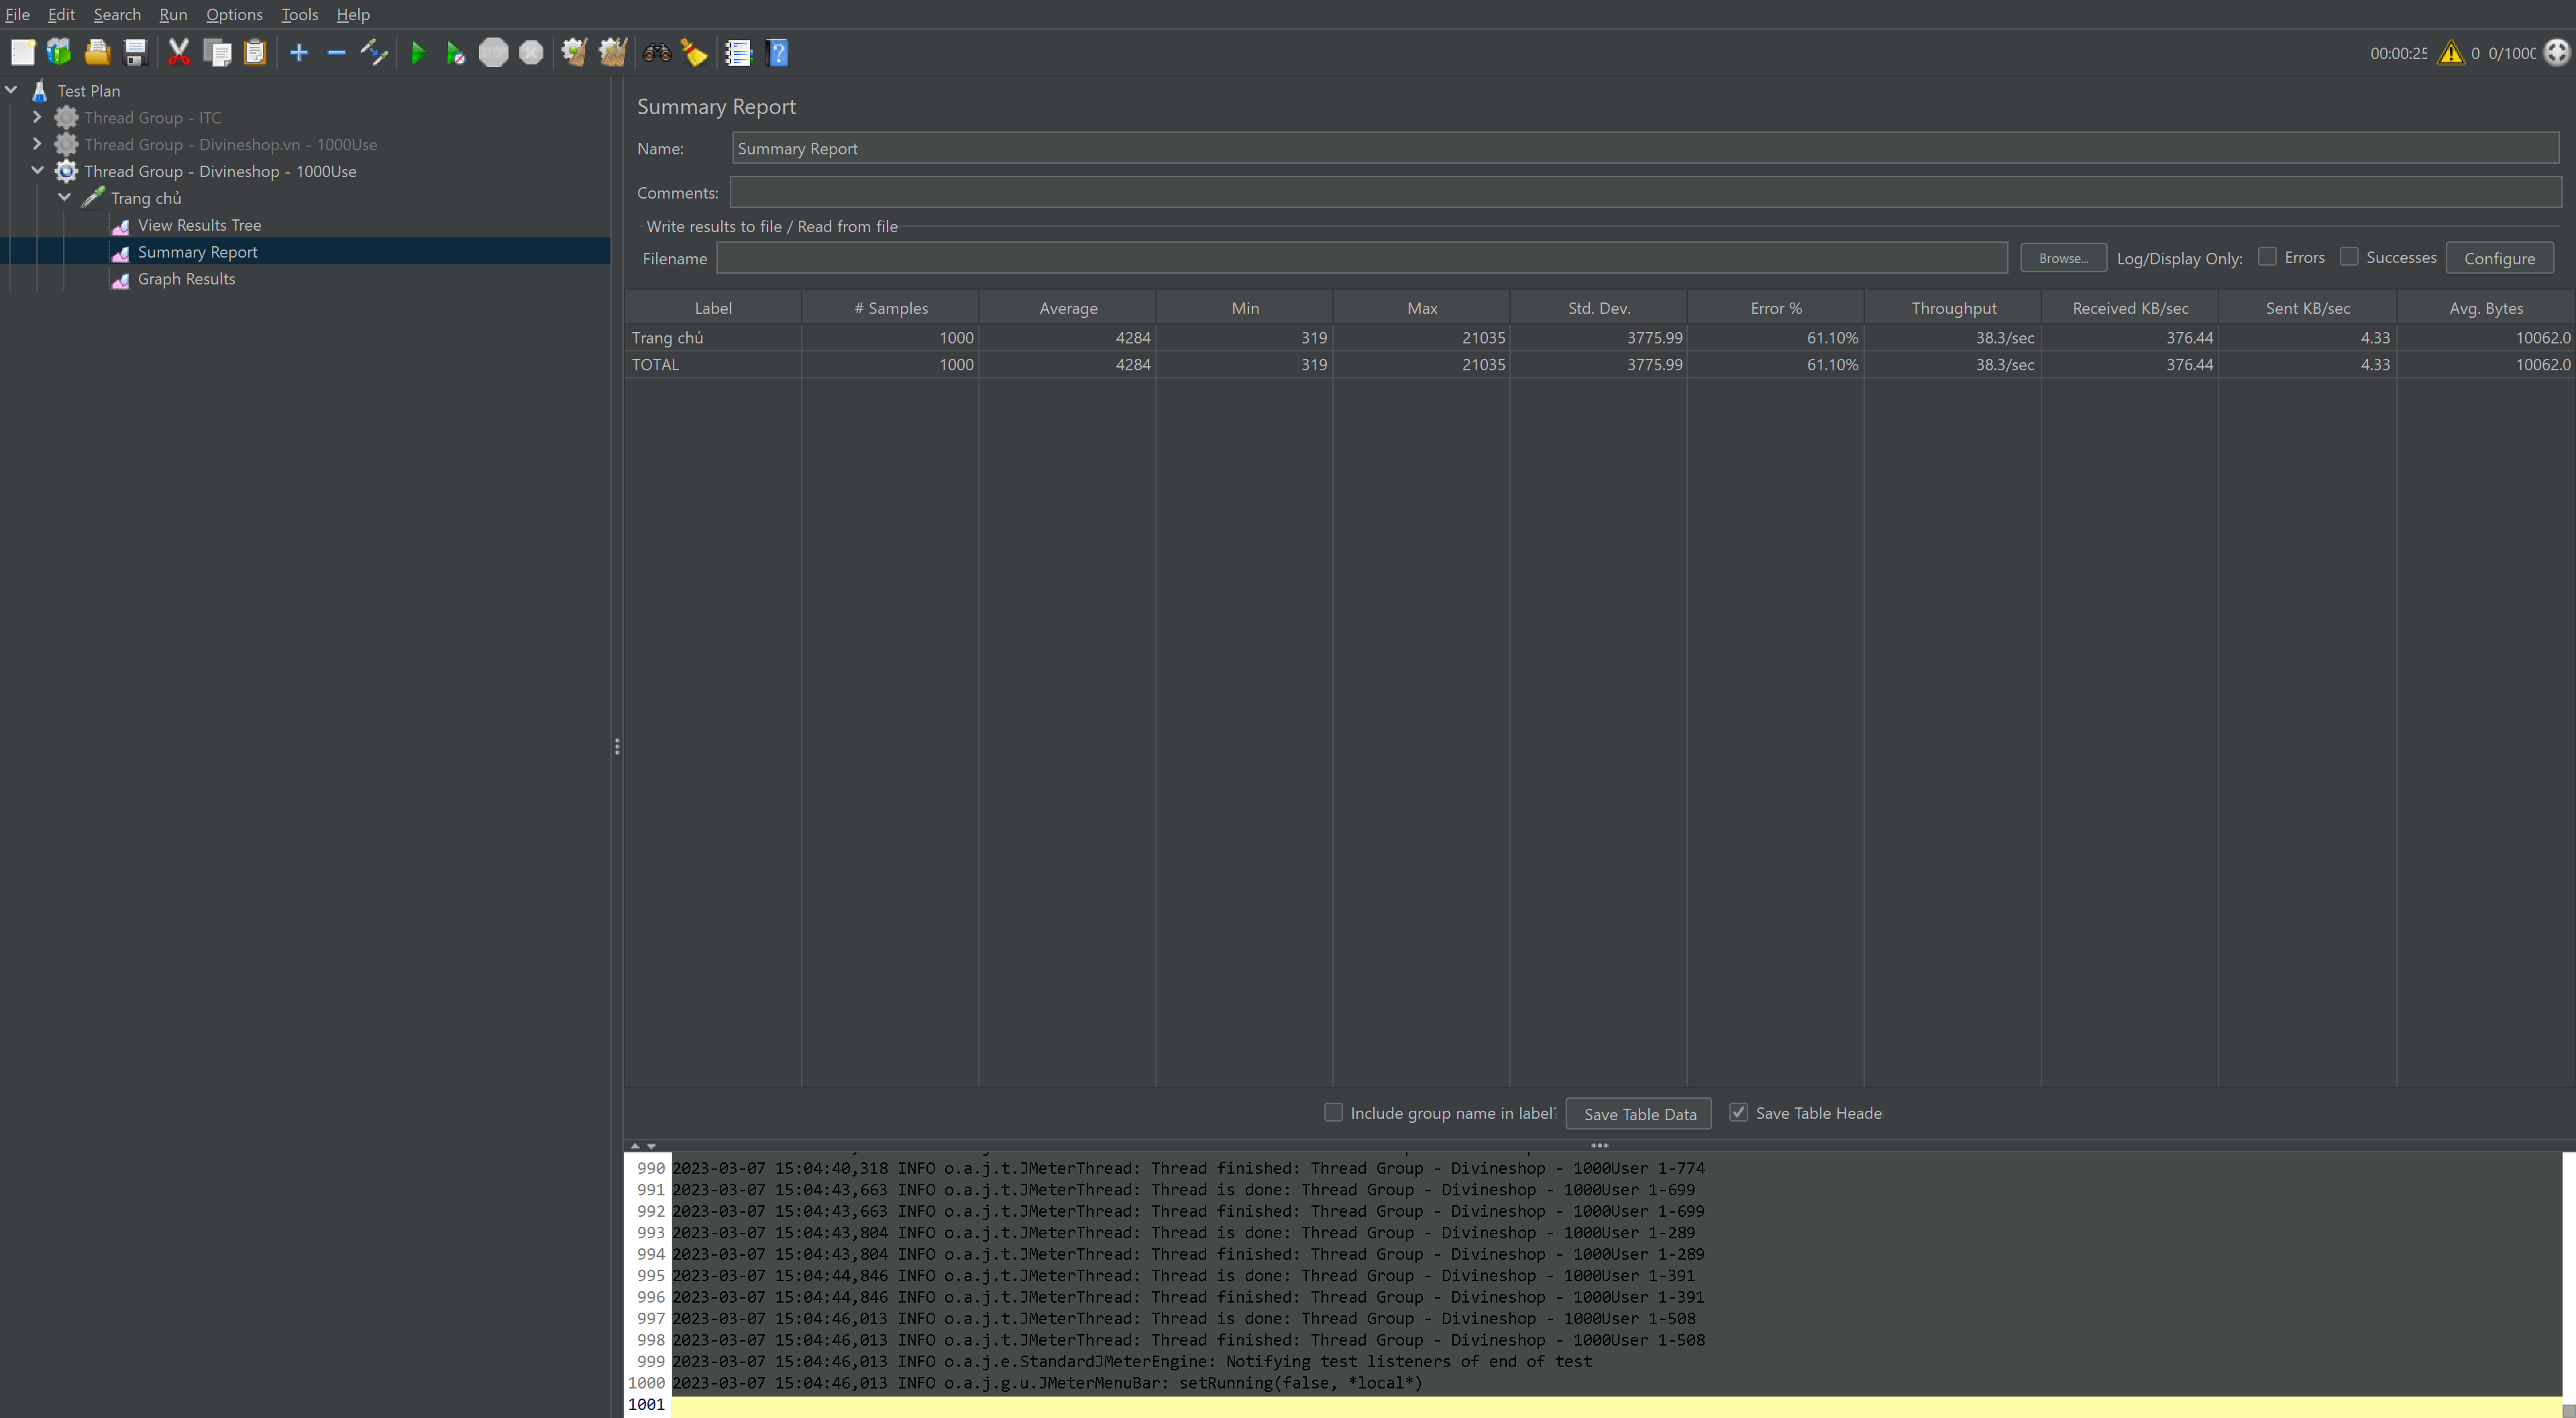 File Edit Search Run Options Tools Help
STOP
00:00:25 0 0/1000
Test Plan
Thread Group - ITC
Thread Group - Divineshop.vn - 1000Use
Thread Group - Divineshop - 1000Use
Trang chủ
View Results Tree
Summary Report
Graph Results
Summary Report
Name: Summary Report
Comments:
Write results to file / Read from file
Filename Browse... Log/Display Only: Errors Successes Configure
Label # Samples Average Min Max Std. Dev. Error % Throughput Received KB/sec Sent KB/sec Avg. Bytes
Trang chủ 1000 4284 319 21035 3775.99 61.10% 38.3/sec 376.44 4.33 10062.0
TOTAL 1000 4284 319 21035 3775.99 61.10% 38.3/sec 376.44 4.33 10062.0
Include group name in label? Save Table Data Save Table Heade
990 2023-03-07 15:04:40,318 INFO o.a.j.t.JMeterThread: Thread finished: Thread Group - Divineshop - 1000User 1-774
991 2023-03-07 15:04:43,663 INFO o.a.j.t.JMeterThread: Thread is done: Thread Group - Divineshop - 1000User 1-699
992 2023-03-07 15:04:43,663 INFO o.a.j.t.JMeterThread: Thread finished: Thread Group - Divineshop - 1000User 1-699
993 2023-03-07 15:04:43,804 INFO o.a.j.t.JMeterThread: Thread is done: Thread Group - Divineshop - 1000User 1-289
994 2023-03-07 15:04:43,804 INFO o.a.j.t.JMeterThread: Thread finished: Thread Group - Divineshop - 1000User 1-289
995 2023-03-07 15:04:44,846 INFO o.a.j.t.JMeterThread: Thread is done: Thread Group - Divineshop - 1000User 1-391
996 2023-03-07 15:04:44,846 INFO o.a.j.t.JMeterThread: Thread finished: Thread Group - Divineshop - 1000User 1-391
997 2023-03-07 15:04:46,013 INFO o.a.j.t.JMeterThread: Thread is done: Thread Group - Divineshop - 1000User 1-508
998 2023-03-07 15:04:46,013 INFO o.a.j.t.JMeterThread: Thread finished: Thread Group - Divineshop - 1000User 1-508
999 2023-03-07 15:04:46,013 INFO o.a.j.e.StandardJMeterEngine: Notifying test listeners of end of test
1000 2023-03-07 15:04:46,013 INFO o.a.j.g.u.JMeterMenuBar: setRunning(false, *local*)
1001